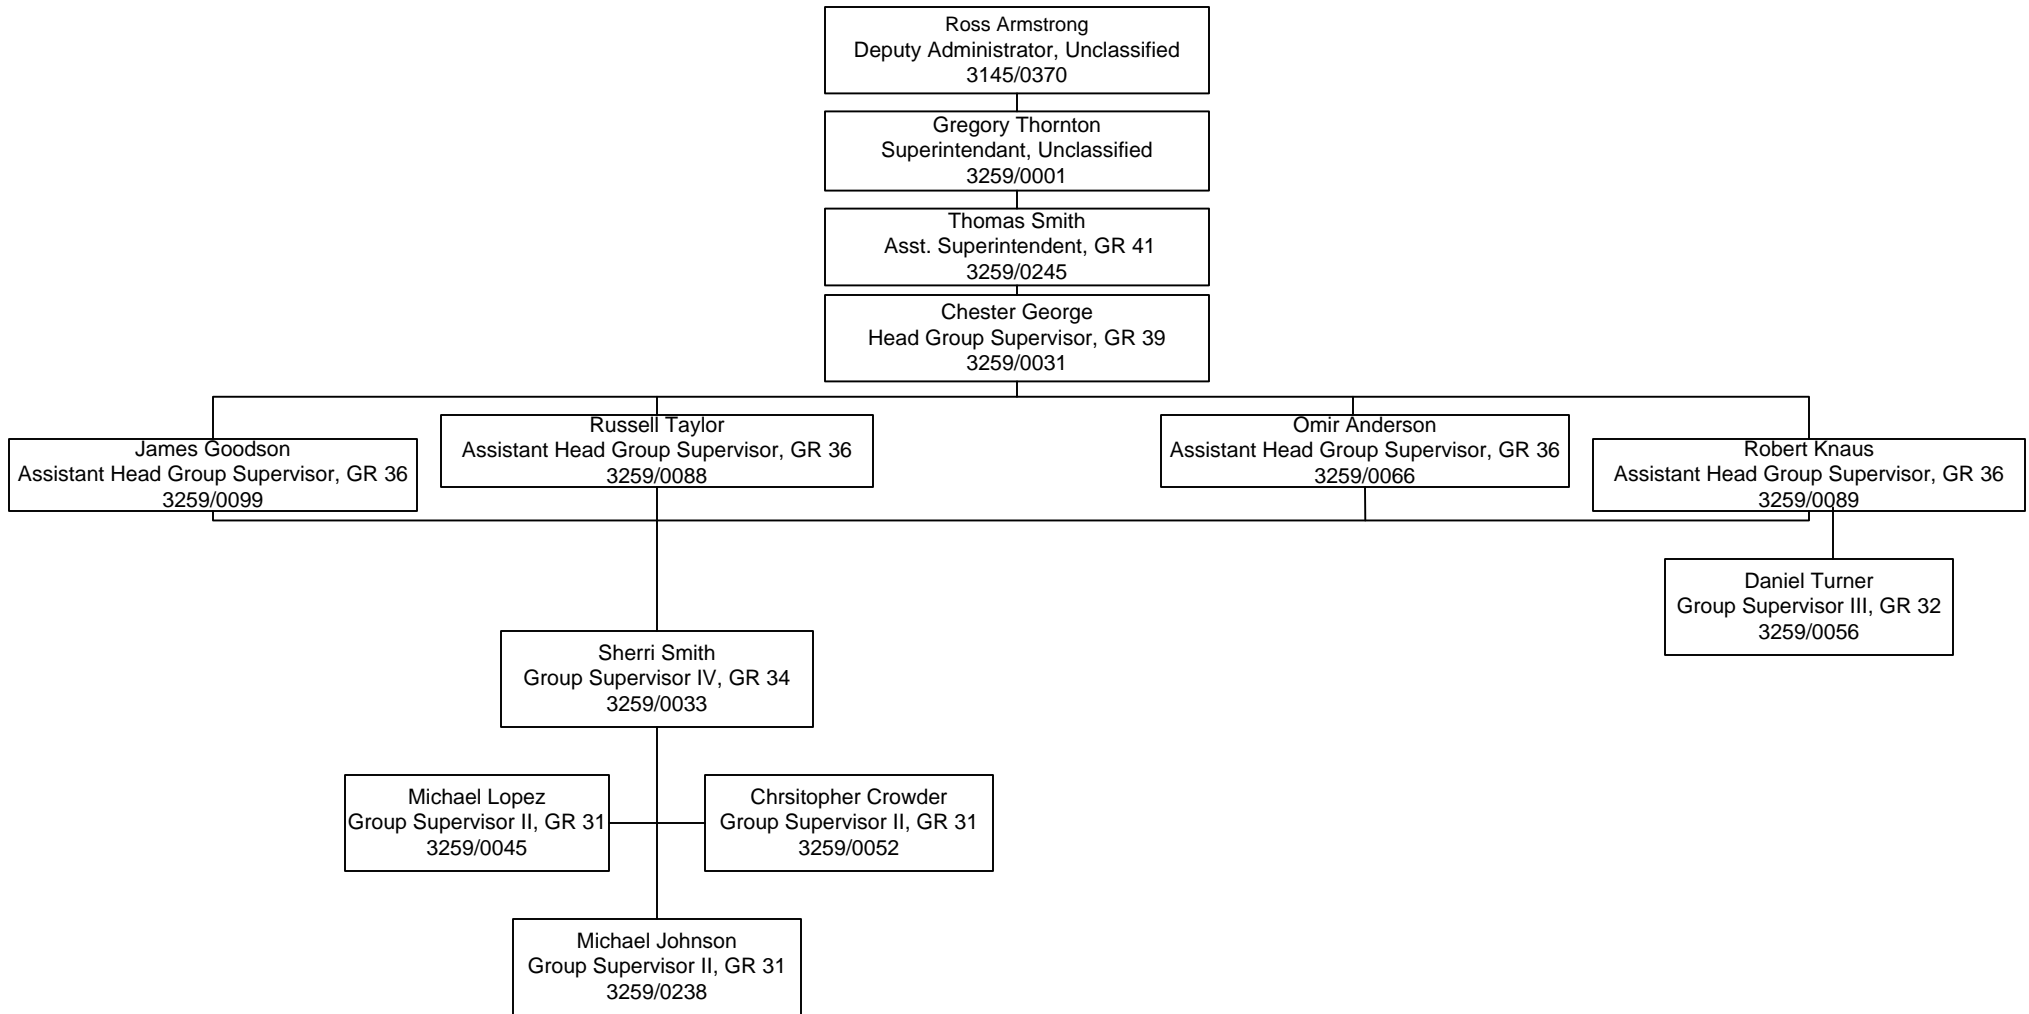 Ross Armstrong
Deputy Administrator, Unclassified
3145/0370
Gregory Thornton
Superintendant, Unclassified
3259/0001
Thomas Smith
Asst. Superintendent, GR 41
3259/0245
Chester George
Head Group Supervisor, GR 39
3259/0031
James Goodson
Assistant Head Group Supervisor, GR 36
3259/0099
Russell Taylor
Assistant Head Group Supervisor, GR 36
3259/0088
Omir Anderson
Assistant Head Group Supervisor, GR 36
3259/0066
Robert Knaus
Assistant Head Group Supervisor, GR 36
3259/0089
Daniel Turner
Group Supervisor III, GR 32
3259/0056
Sherri Smith
Group Supervisor IV, GR 34
3259/0033
Michael Lopez
Group Supervisor II, GR 31
3259/0045
Chrsitopher Crowder
Group Supervisor II, GR 31
3259/0052
Michael Johnson
Group Supervisor II, GR 31
3259/0238